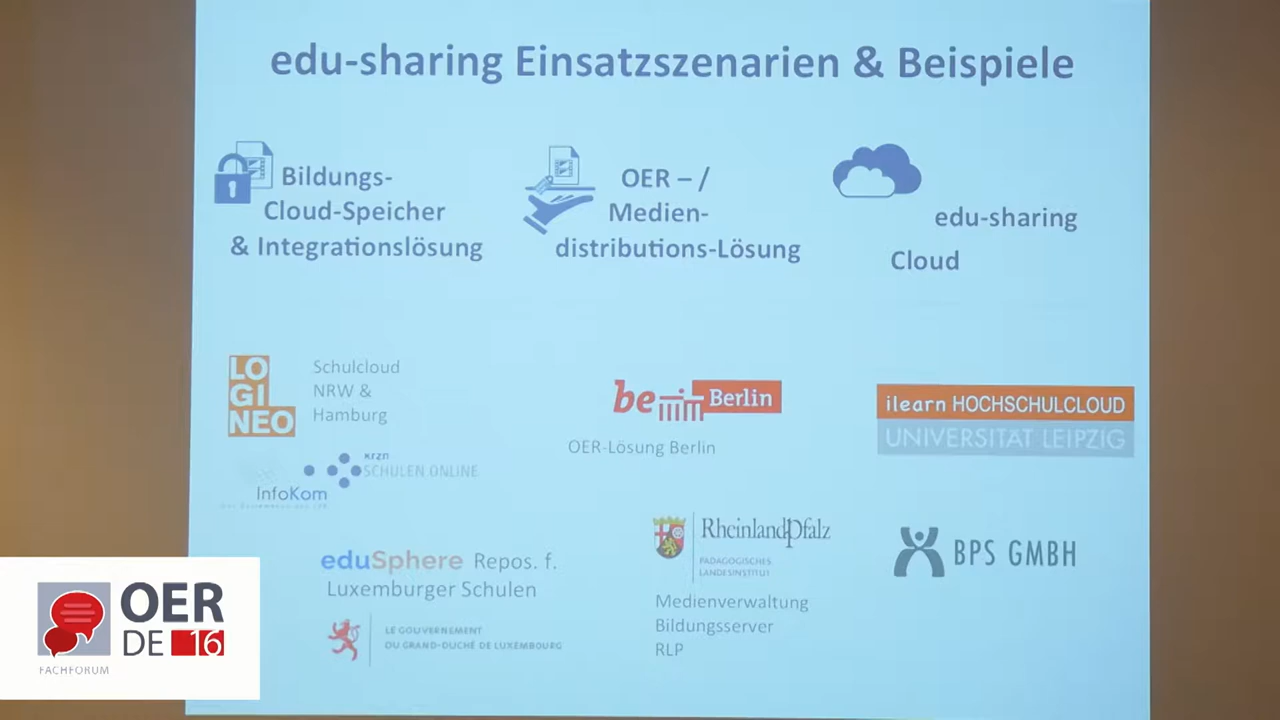 edu-sharing Einsatzszenarien & Beispiele
Bildungs-
Cloud-Speicher
& Integrationslösung
OER – /
Medien-
distributions-Lösung
edu-sharing
Cloud
LO
GI
NEO
Schulcloud
NRW &
Hamburg
krzn
SCHULEN ONLINE
InfoKom
be Berlin
OER-Lösung Berlin
ilearn HOCHSCHULCLOUD
UNIVERSITÄT LEIPZIG
eduSphere Repos. f.
Luxemburger Schulen
LE GOUVERNEMENT
DU GRAND-DUCHÉ DE LUXEMBOURG
RheinlandPfalz
PÄDAGOGISCHES
LANDESINSTITUT
Medienverwaltung
Bildungsserver
RLP
BPS GMBH
OER
DE 16
FACHFORUM